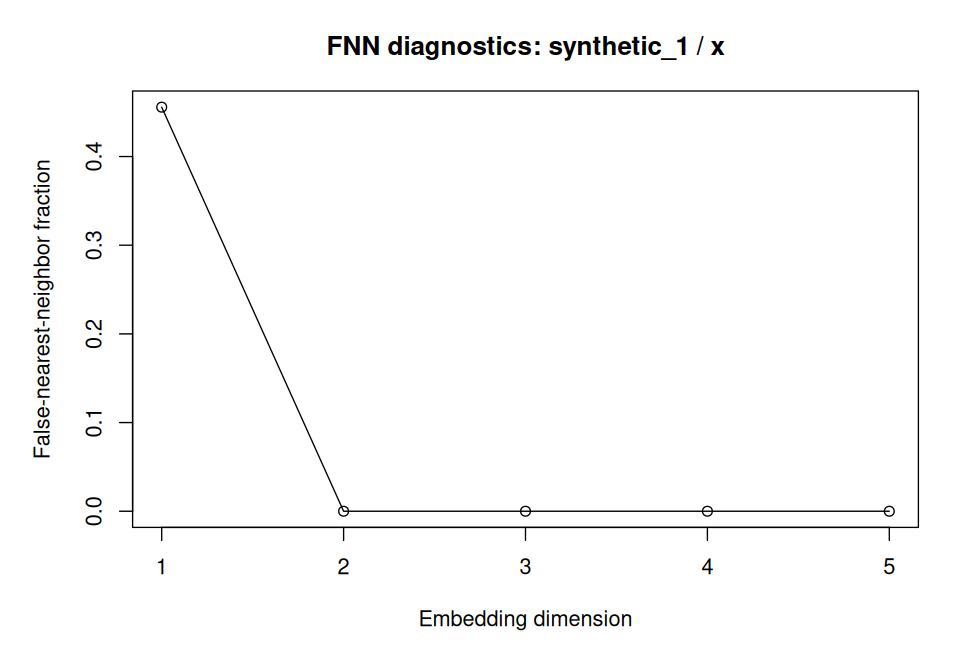 FNN diagnostics: synthetic_1 / x
False-nearest-neighbor fraction
0.4
0.3
0.2
0.1
0.0
1 2 3 4 5
Embedding dimension